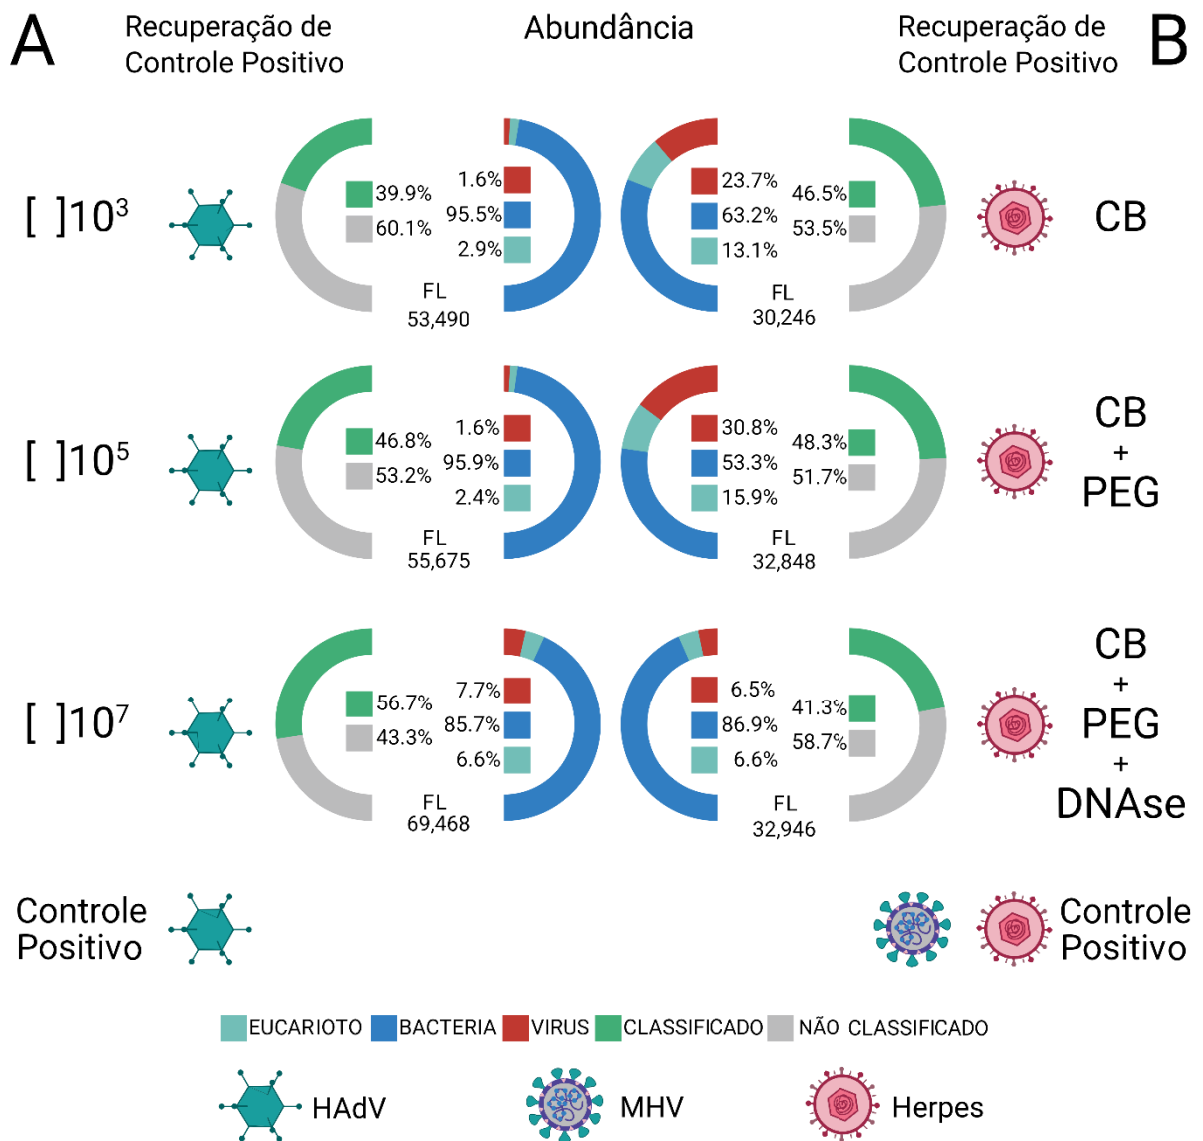 A
Recuperação de
Controle Positivo
Abundância
Recuperação de
Controle Positivo
B
[ ]10³
39.9%
60.1%
1.6%
95.5%
2.9%
FL
53,490
23.7%
63.2%
13.1%
FL
30,246
46.5%
53.5%
CB
[ ]10⁵
46.8%
53.2%
1.6%
95.9%
2.4%
FL
55,675
30.8%
53.3%
15.9%
FL
32,848
48.3%
51.7%
CB
+
PEG
[ ]10⁷
56.7%
43.3%
7.7%
85.7%
6.6%
FL
69,468
6.5%
86.9%
6.6%
FL
32,946
41.3%
58.7%
CB
+
PEG
+
DNAse
Controle
Positivo
Controle
Positivo
EUCARIOTO BACTERIA VIRUS CLASSIFICADO NÃO CLASSIFICADO
HAdV MHV Herpes